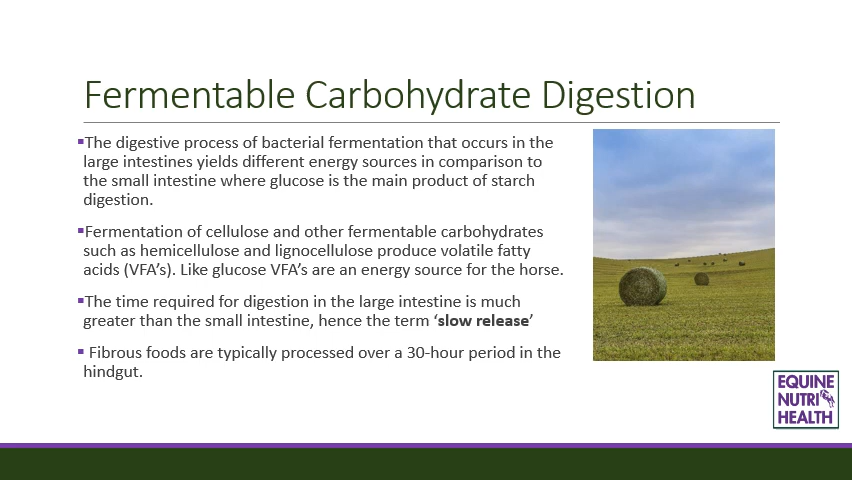 Fermentable Carbohydrate Digestion
▪The digestive process of bacterial fermentation that occurs in the
large intestines yields different energy sources in comparison to
the small intestine where glucose is the main product of starch
digestion.
▪Fermentation of cellulose and other fermentable carbohydrates
such as hemicellulose and lignocellulose produce volatile fatty
acids (VFA’s). Like glucose VFA’s are an energy source for the horse.
▪The time required for digestion in the large intestine is much
greater than the small intestine, hence the term ‘slow release’
▪ Fibrous foods are typically processed over a 30-hour period in the
hindgut.
EQUINE
NUTRI
HEALTH